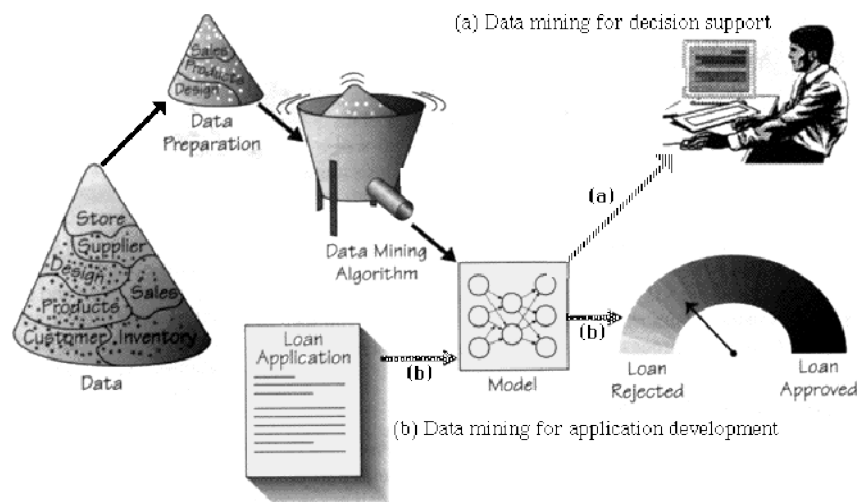 (a) Data mining for decision support
Sales
Products
Design
Data
Preparation
Data Mining
Algorithm
(a)
Store
Supplier
Design
Sales
Products
Customer
Inventory
Data
Loan
Application
(b)
Model
(b)
Loan
Rejected
Loan
Approved
(b) Data mining for application development